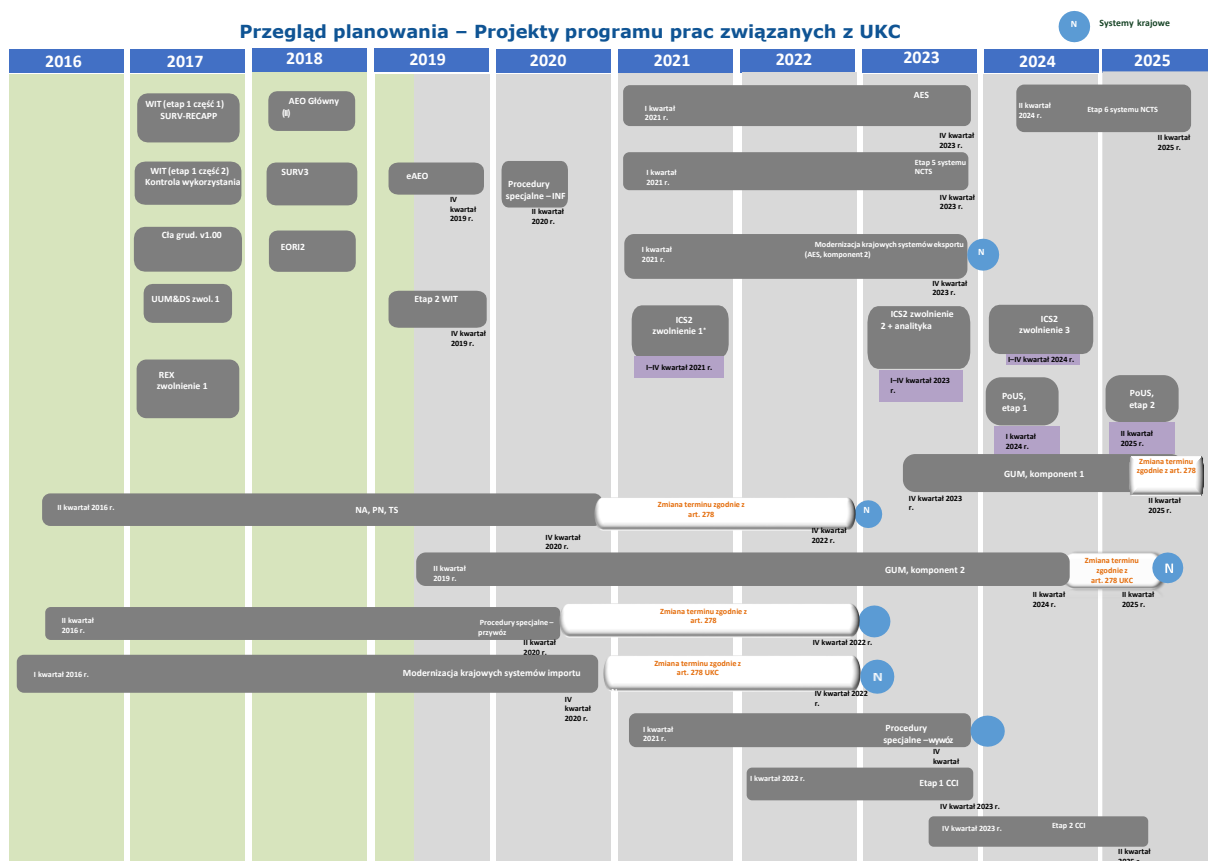 Przegląd planowania – Projekty programu prac związanych z UKC
N
Systemy krajowe
2016
2017
2018
2019
2020
2021
2022
2023
2024
2025
WIT (etap 1 część 1)
SURV-RECAPP
AEO Główny
(II)
I kwartał
2021 r.
AES
IV kwartał
2023 r.
II kwartał
2024 r.
Etap 6 systemu NCTS
II kwartał
2025 r.
WIT (etap 1 część 2)
Kontrola wykorzystania
SURV3
eAEO
IV
kwartał
2019 r.
Procedury
specjalne – INF
II kwartał
2020 r.
I kwartał
2021 r.
Etap 5 systemu
NCTS
IV kwartał
2023 r.
Cła grud. v1.00
EORI2
I kwartał
2021 r.
Modernizacja krajowych systemów eksportu
(AES, komponent 2)
N
IV kwartał
2023 r.
UUM&DS zwol. 1
Etap 2 WIT
IV kwartał
2019 r.
ICS2
zwolnienie 1*
I–IV kwartał 2021 r.
ICS2 zwolnienie
2 + analityka
I–IV kwartał 2023
r.
ICS2
zwolnienie 3
I–IV kwartał 2024 r.
REX
zwolnienie 1
PoUS,
etap 1
I kwartał
2024 r.
PoUS,
etap 2
II kwartał
2025 r.
GUM, komponent 1
Zmiana terminu
zgodnie z art. 278
IV kwartał 2023
r.
II kwartał
2025 r.
II kwartał 2016 r.
NA, PN, TS
Zmiana terminu zgodnie z
art. 278
N
IV kwartał
2020 r.
IV kwartał
2022 r.
II kwartał
2019 r.
GUM, komponent 2
Zmiana terminu
zgodnie z
art. 278 UKC
N
II kwartał
2024 r.
II kwartał
2025 r.
II kwartał
2016 r.
Procedury specjalne –
przywóz
II kwartał
2020 r.
Zmiana terminu zgodnie z
art. 278
IV kwartał 2022 r.
I kwartał 2016 r.
Modernizacja krajowych systemów importu
IV
kwartał
2020 r.
Zmiana terminu zgodnie z
art. 278 UKC
N
IV kwartał 2022
r.
I kwartał
2021 r.
Procedury
specjalne – wywóz
IV
kwartał
I kwartał 2022 r.
Etap 1 CCI
IV kwartał 2023 r.
IV kwartał 2023 r.
Etap 2 CCI
II kwartał